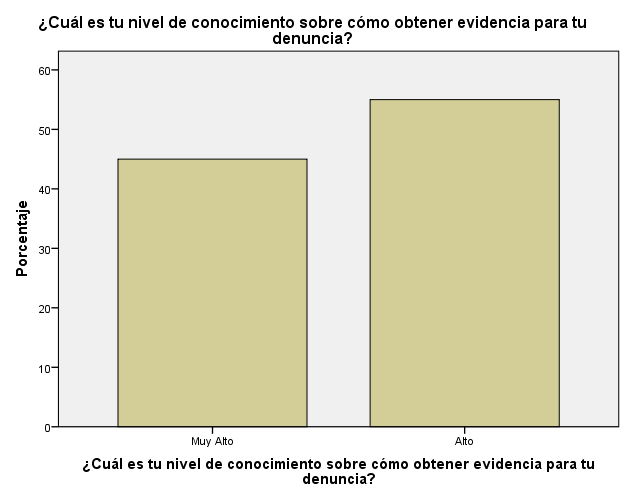 ¿Cuál es tu nivel de conocimiento sobre cómo obtener evidencia para tu
denuncia?
60
50
40
30
20
10
0
Porcentaje
Muy Alto
Alto
¿Cuál es tu nivel de conocimiento sobre cómo obtener evidencia para tu
denuncia?